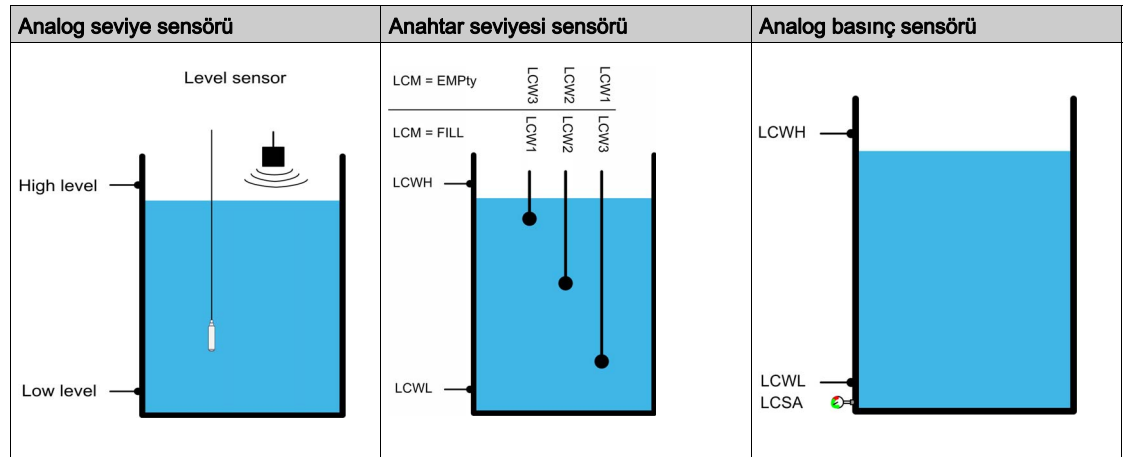 Analog seviye sensörü
Anahtar seviyesi sensörü
Analog basınç sensörü
Level sensor
High level
Low level
LCM = EMPty
LCW3
LCW2
LCW1
LCM = FILL
LCW1
LCW2
LCW3
LCWH
LCWL
LCWH
LCWL
LCSA